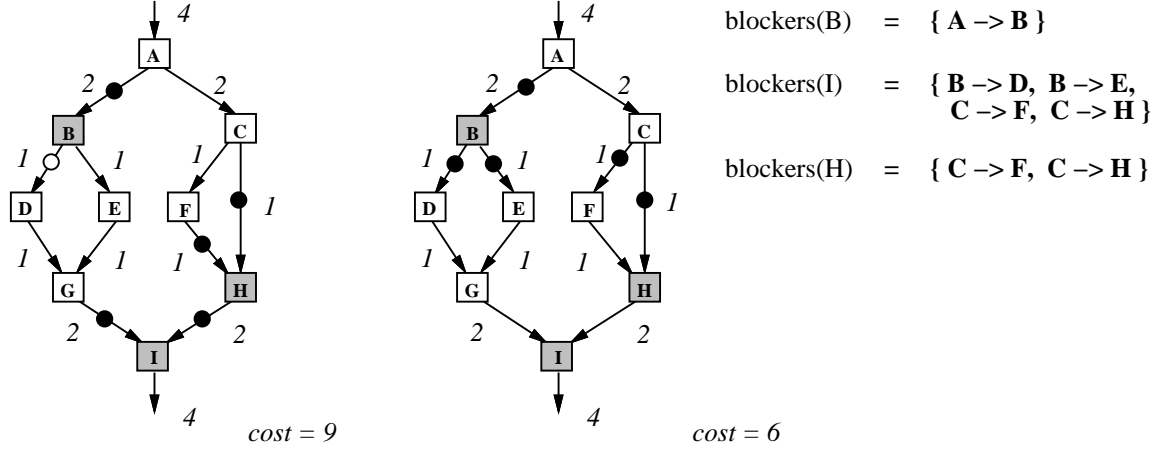 4
A
2
2
B
C
1
1
1
D
E
F
1
1
1
1
G
H
2
2
I
4
cost = 9
4
A
2
2
B
C
1
1
1
D
E
F
1
1
1
1
G
H
2
2
I
4
cost = 6
blockers(B) = { A –> B }
blockers(I) = { B –> D, B –> E,
C –> F, C –> H }
blockers(H) = { C –> F, C –> H }